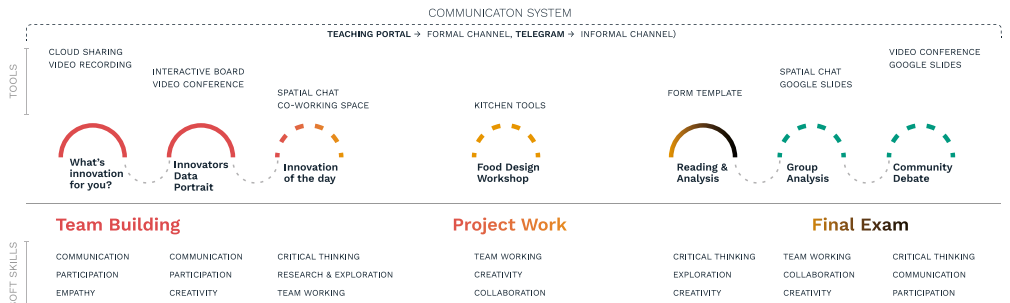 COMMUNICATON SYSTEM
TEACHING PORTAL → FORMAL CHANNEL, TELEGRAM → INFORMAL CHANNEL)
TOOLS
CLOUD SHARING
VIDEO RECORDING
INTERACTIVE BOARD
VIDEO CONFERENCE
SPATIAL CHAT
CO-WORKING SPACE
KITCHEN TOOLS
FORM TEMPLATE
SPATIAL CHAT
GOOGLE SLIDES
VIDEO CONFERENCE
GOOGLE SLIDES
What's
innovation
for you?
Innovators
Data
Portrait
Innovation
of the day
Food Design
Workshop
Reading &
Analysis
Group
Analysis
Community
Debate
Team Building
Project Work
Final Exam
SOFT SKILLS
COMMUNICATION
PARTICIPATION
EMPATHY
COMMUNICATION
PARTICIPATION
CREATIVITY
CRITICAL THINKING
RESEARCH & EXPLORATION
TEAM WORKING
TEAM WORKING
CREATIVITY
COLLABORATION
CRITICAL THINKING
EXPLORATION
CREATIVITY
TEAM WORKING
COLLABORATION
CREATIVITY
CRITICAL THINKING
COMMUNICATION
PARTICIPATION